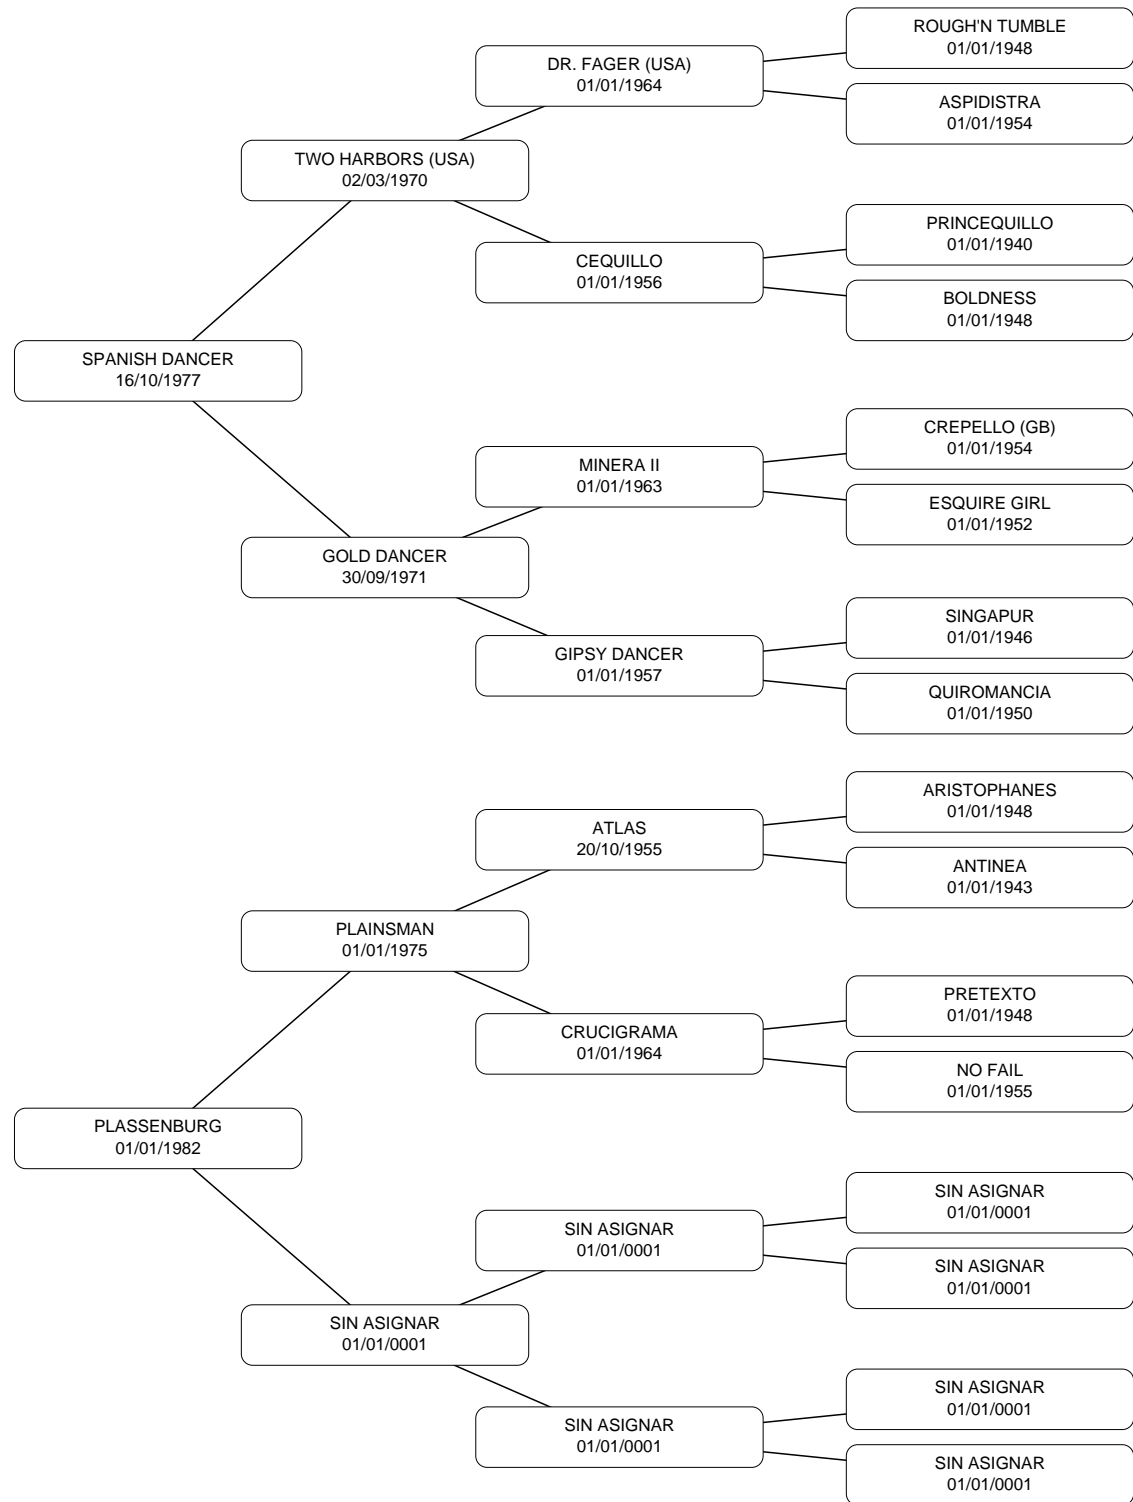 ROUGH'N TUMBLE
01/01/1948
DR. FAGER (USA)
01/01/1964
ASPIDISTRA
01/01/1954
TWO HARBORS (USA)
02/03/1970
PRINCEQUILLO
01/01/1940
CEQUILLO
01/01/1956
BOLDNESS
01/01/1948
SPANISH DANCER
16/10/1977
CREPELLO (GB)
01/01/1954
MINERA II
01/01/1963
ESQUIRE GIRL
01/01/1952
GOLD DANCER
30/09/1971
SINGAPUR
01/01/1946
GIPSY DANCER
01/01/1957
QUIROMANCIA
01/01/1950
ARISTOPHANES
01/01/1948
ATLAS
20/10/1955
ANTINEA
01/01/1943
PLAINSMAN
01/01/1975
PRETEXTO
01/01/1948
CRUCIGRAMA
01/01/1964
NO FAIL
01/01/1955
PLASSENBURG
01/01/1982
SIN ASIGNAR
01/01/0001
SIN ASIGNAR
01/01/0001
SIN ASIGNAR
01/01/0001
SIN ASIGNAR
01/01/0001
SIN ASIGNAR
01/01/0001
SIN ASIGNAR
01/01/0001
SIN ASIGNAR
01/01/0001